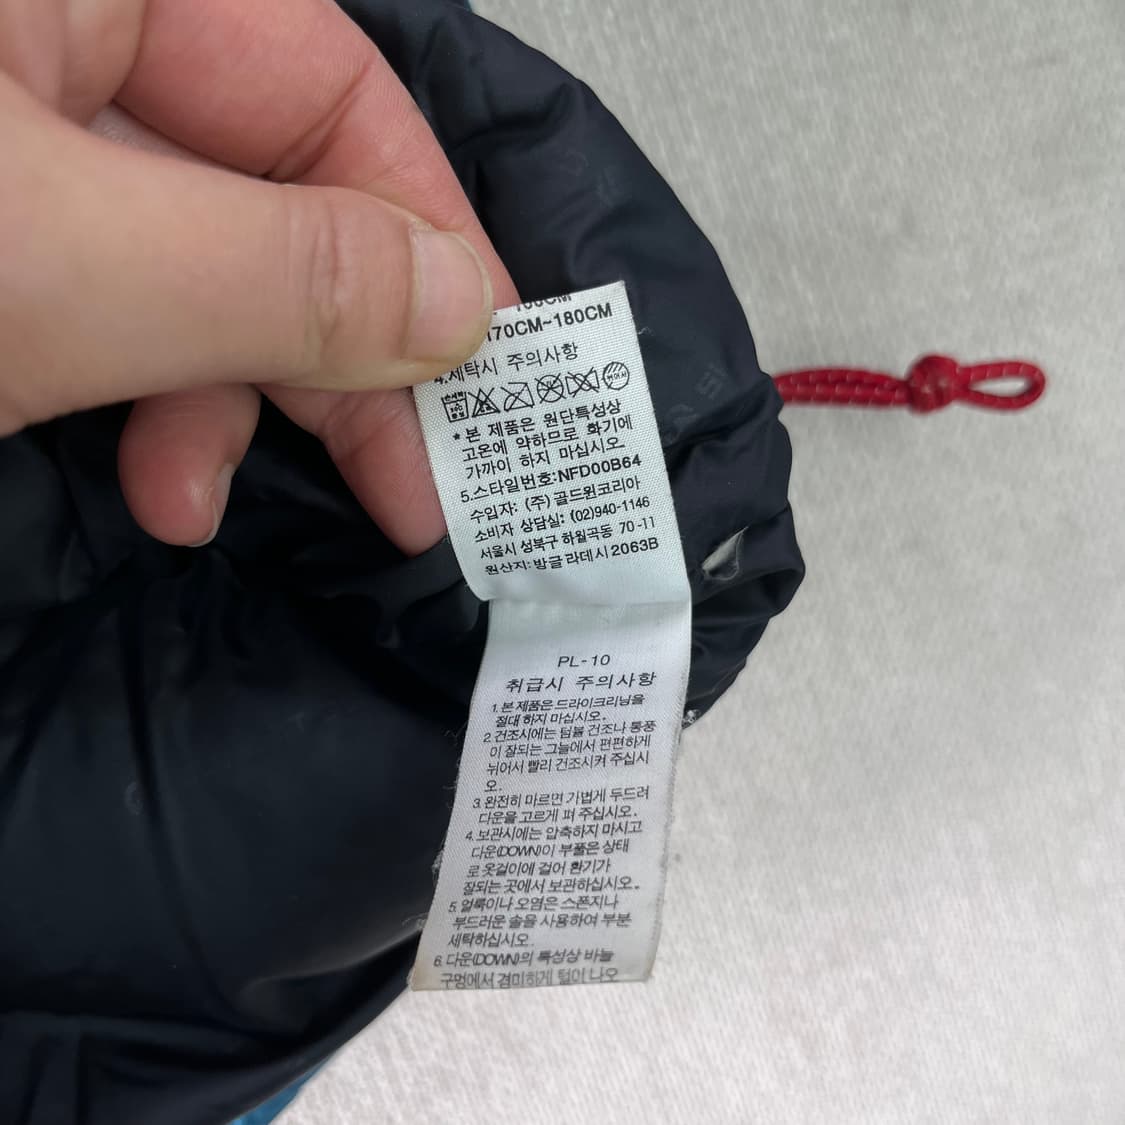 160CM
170CM~180CM
4.세탁시 주의사항
손세탁
30℃
중성
* 본 제품은 원단특성상
고온에 약하므로 화기에
가까이 하지 마십시오.
5.스타일번호:NFD00B64
수입자: (주) 골드윈코리아
소비자 상담실: (02)940-1146
서울시 성북구 하월곡동 70-11
원산지: 방글라데시 2063B
PL-10
취급시 주의사항
1. 본 제품은 드라이크리닝을
절대 하지 마십시오.
2. 건조시에는 텀블 건조나 통풍
이 잘되는 그늘에서 편편하게
뉘어서 빨리 건조시켜 주십시
오.
3. 완전히 마르면 가볍게 두드려
다운을 고르게 펴 주십시오.
4. 보관시에는 압축하지 마시고
다운(DOWN)이 부풀은 상태
로 옷걸이에 걸어 환기가
잘되는 곳에서 보관하십시오.
5. 얼룩이나 오염은 스폰지나
부드러운 솔을 사용하여 부분
세탁하십시오.
6. 다운(DOWN)의 특성상 바늘
구멍에서 경미하게 털이 나오